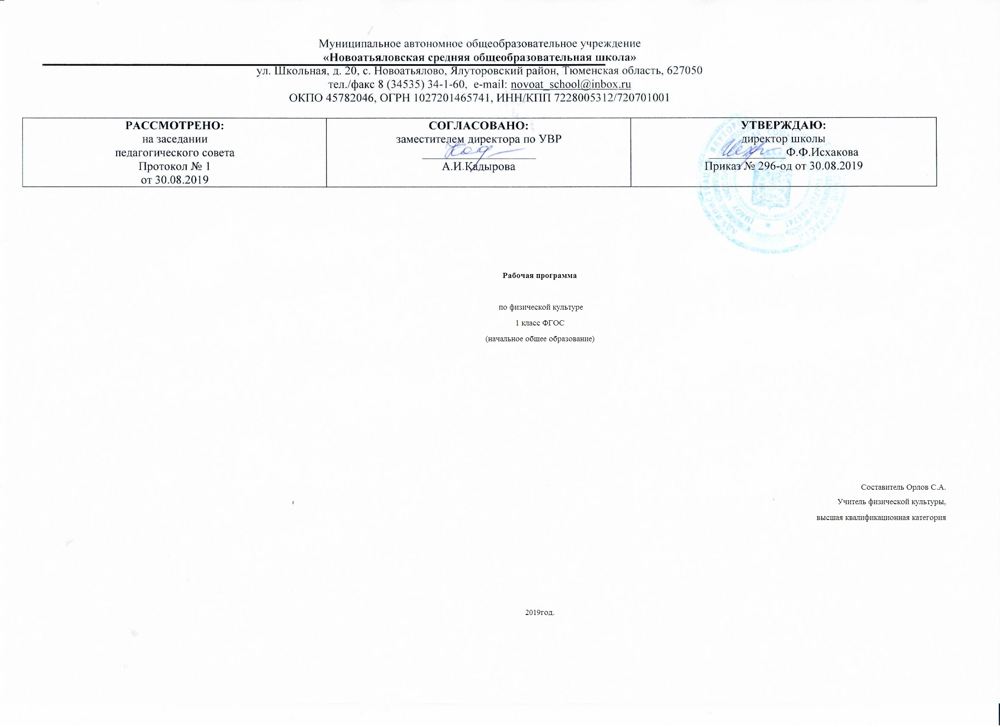 Муниципальное автономное общеобразовательное учреждение
«Новоатьяловская средняя общеобразовательная школа»
ул. Школьная, д. 20, с. Новоатьялово, Ялуторовский район, Тюменская область, 627050
тел./факс 8 (34535) 34-1-60, e-mail: novoat_school@inbox.ru
ОКПО 45782046, ОГРН 1027201465741, ИНН/КПП 7228005312/720701001
РАССМОТРЕНО:
на заседании
педагогического совета
Протокол № 1
от 30.08.2019
СОГЛАСОВАНО:
заместителем директора по УВР
А.И.Кадырова
УТВЕРЖДАЮ:
директор школы
Ф.Ф.Исхакова
Приказ № 296-од от 30.08.2019
Рабочая программа
по физической культуре
1 класс ФГОС
(начальное общее образование)
Составитель Орлов С.А.
Учитель физической культуры,
высшая квалификационная категория
2019год.